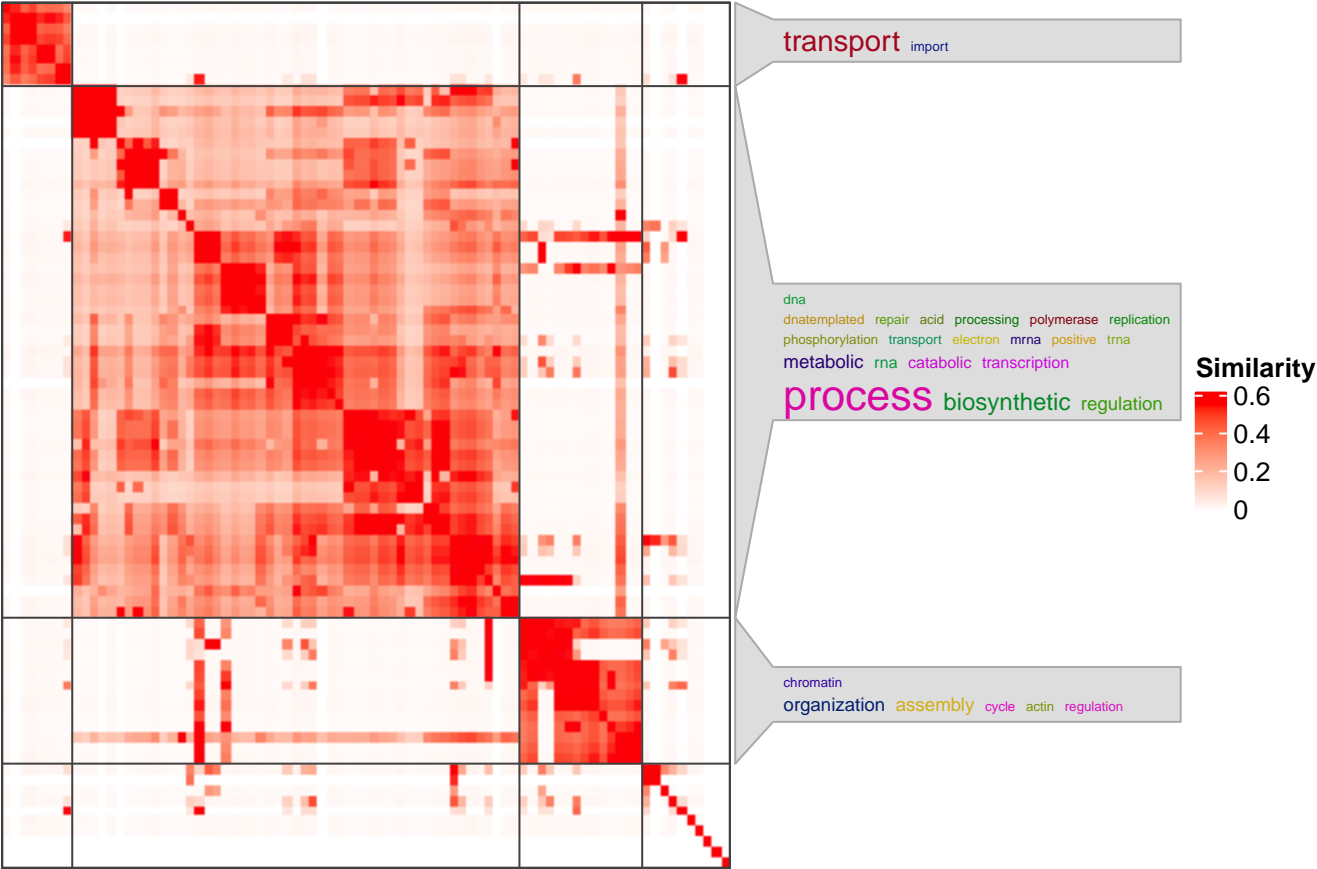 transport import
dna
dnatemplated repair acid processing polymerase replication
phosphorylation transport electron mrna positive trna
metabolic rna catabolic transcription
process biosynthetic regulation
chromatin
organization assembly cycle actin regulation
Similarity
0.6
0.4
0.2
0